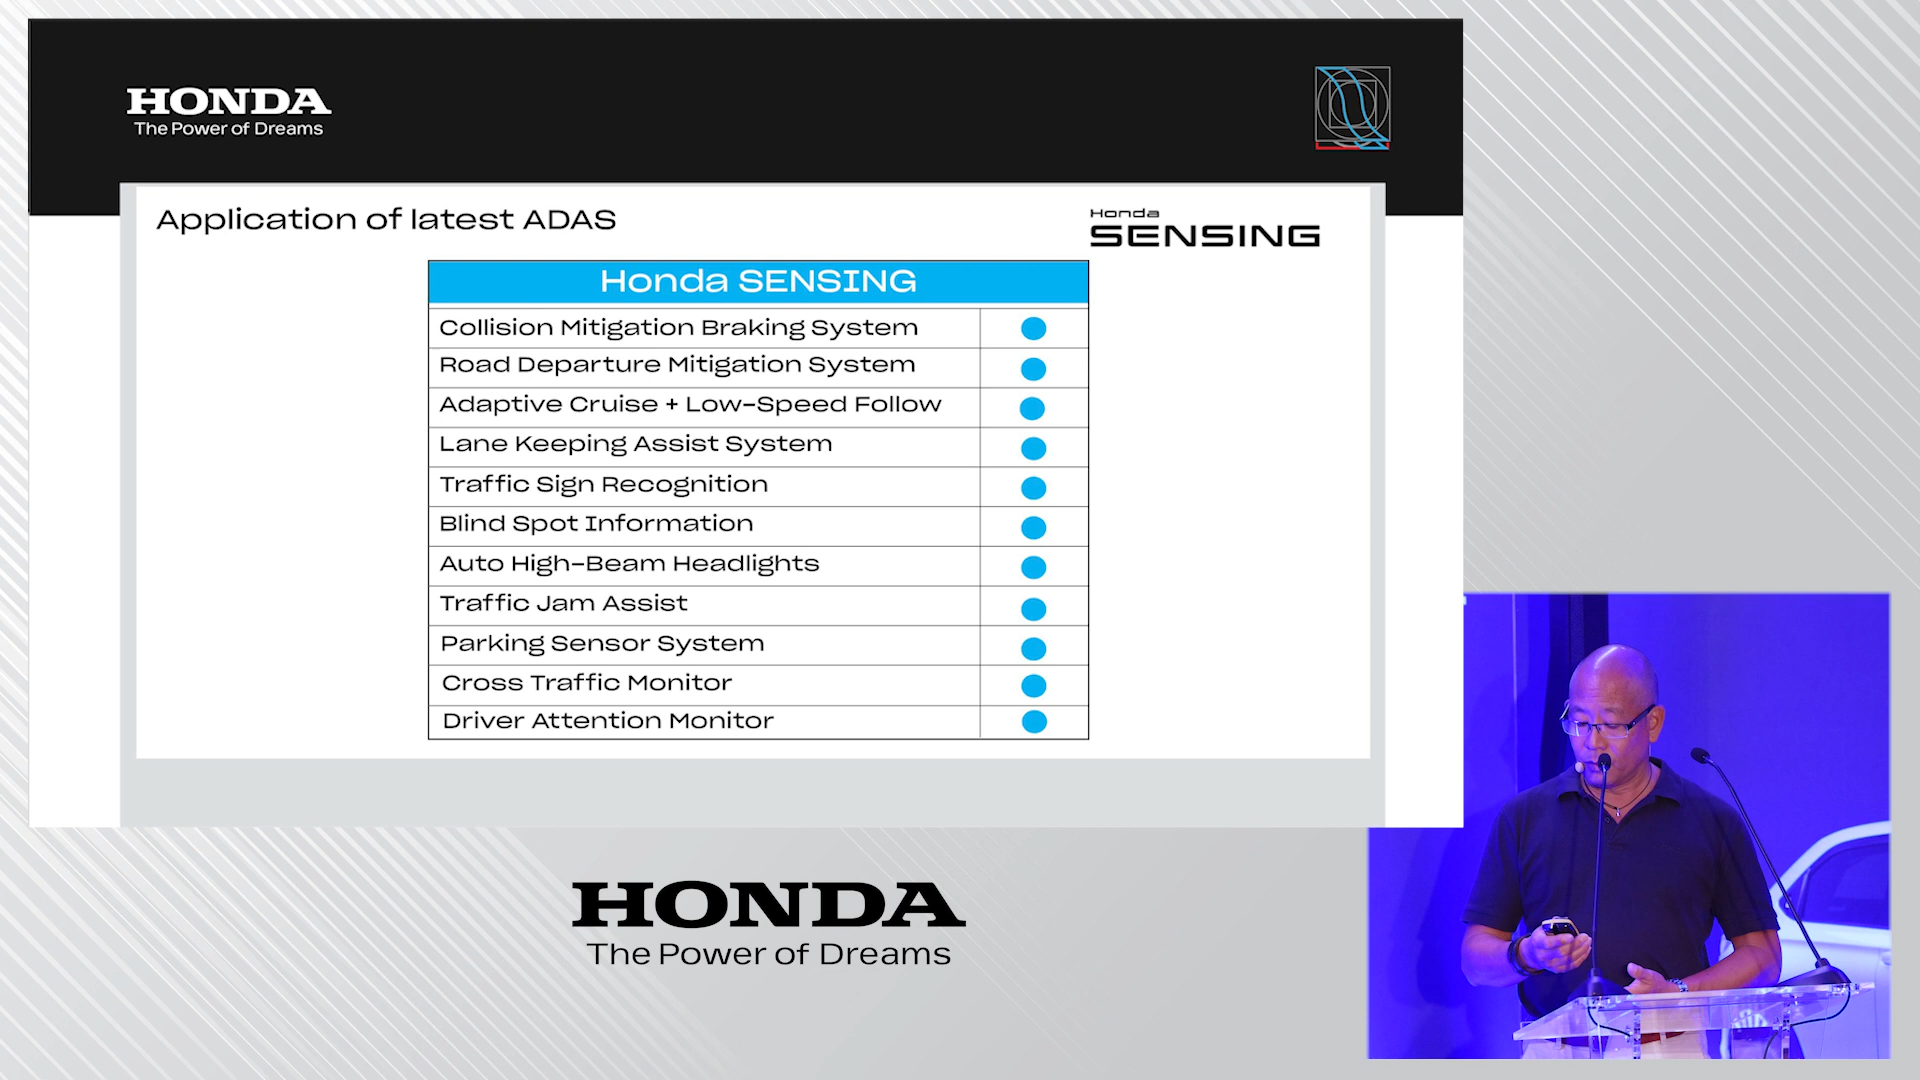 HONDA
The Power of Dreams
Application of latest ADAS
Honda
SENSING
Honda SENSING
Collision Mitigation Braking System
Road Departure Mitigation System
Adaptive Cruise + Low-Speed Follow
Lane Keeping Assist System
Traffic Sign Recognition
Blind Spot Information
Auto High-Beam Headlights
Traffic Jam Assist
Parking Sensor System
Cross Traffic Monitor
Driver Attention Monitor
HONDA
The Power of Dreams